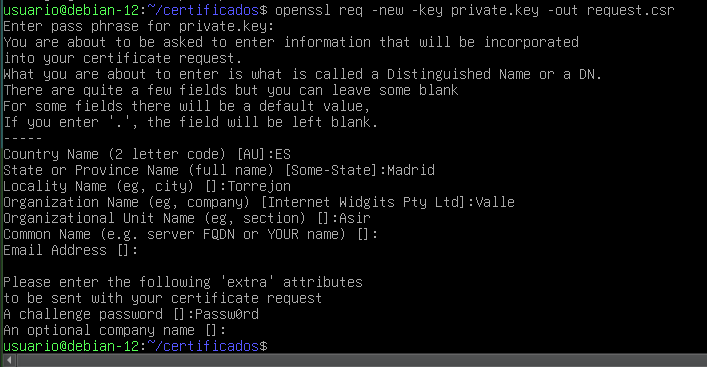 usuario@debian-12:~/certificados$ openssl req -new -key private.key -out request.csr
Enter pass phrase for private.key:
You are about to be asked to enter information that will be incorporated
into your certificate request.
What you are about to enter is what is called a Distinguished Name or a DN.
There are quite a few fields but you can leave some blank
For some fields there will be a default value,
If you enter '.', the field will be left blank.
-----
Country Name (2 letter code) [AU]:ES
State or Province Name (full name) [Some-State]:Madrid
Locality Name (eg, city) []:Torrejon
Organization Name (eg, company) [Internet Widgits Pty Ltd]:Valle
Organizational Unit Name (eg, section) []:Asir
Common Name (e.g. server FQDN or YOUR name) []:
Email Address []:
Please enter the following 'extra' attributes
to be sent with your certificate request
A challenge password []:Passw0rd
An optional company name []:
usuario@debian-12:~/certificados$